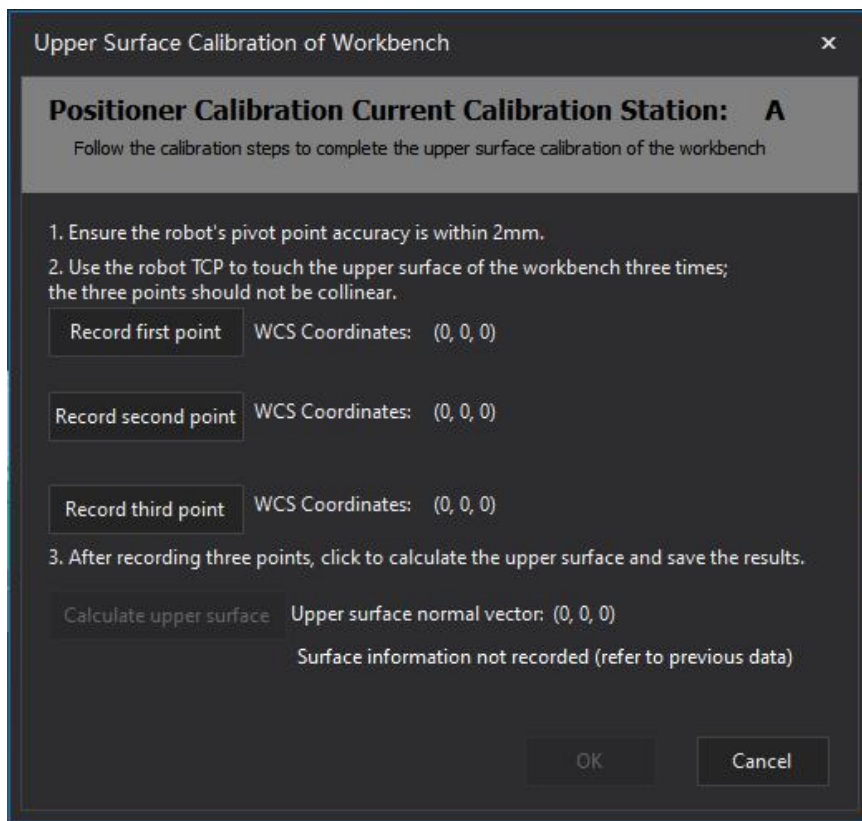 Upper Surface Calibration of Workbench
Positioner Calibration Current Calibration Station: A
Follow the calibration steps to complete the upper surface calibration of the workbench
1. Ensure the robot's pivot point accuracy is within 2mm.
2. Use the robot TCP to touch the upper surface of the workbench three times;
the three points should not be collinear.
Record first point WCS Coordinates: (0, 0, 0)
Record second point WCS Coordinates: (0, 0, 0)
Record third point WCS Coordinates: (0, 0, 0)
3. After recording three points, click to calculate the upper surface and save the results.
Calculate upper surface Upper surface normal vector: (0, 0, 0)
Surface information not recorded (refer to previous data)
OK Cancel